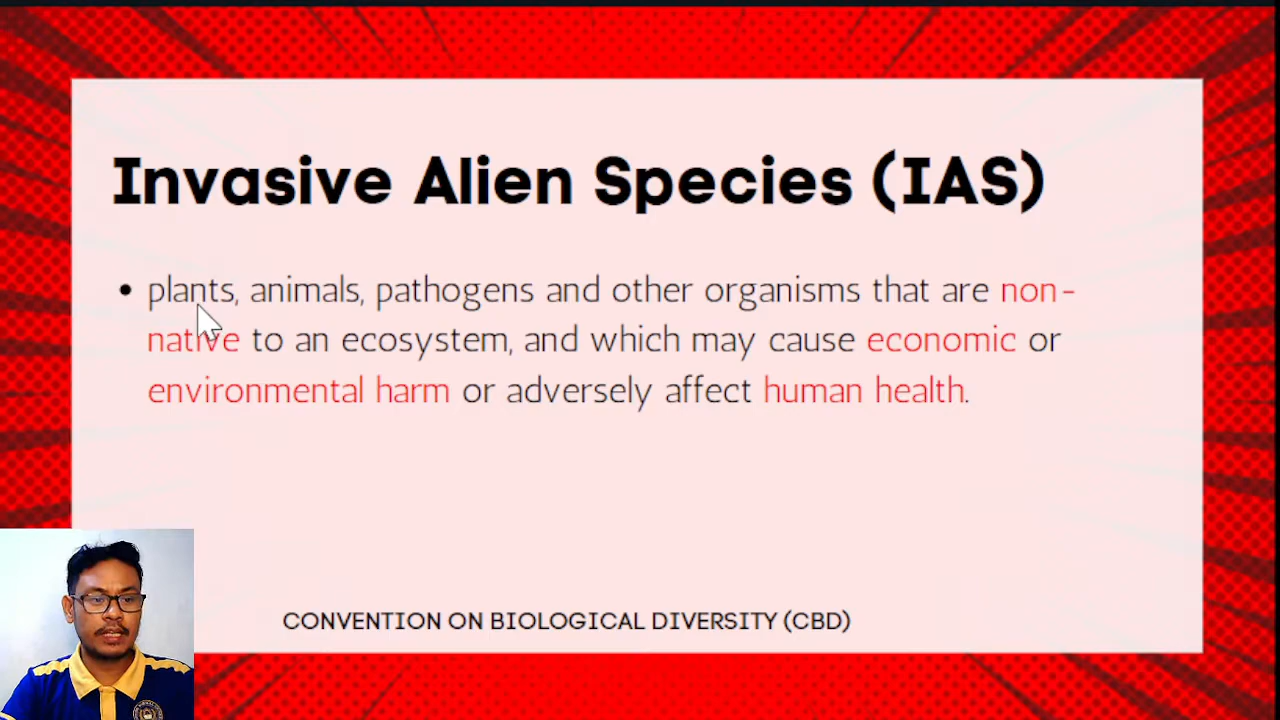 Invasive Alien Species (IAS)
• plants, animals, pathogens and other organisms that are non-
native to an ecosystem, and which may cause economic or
environmental harm or adversely affect human health.
CONVENTION ON BIOLOGICAL DIVERSITY (CBD)